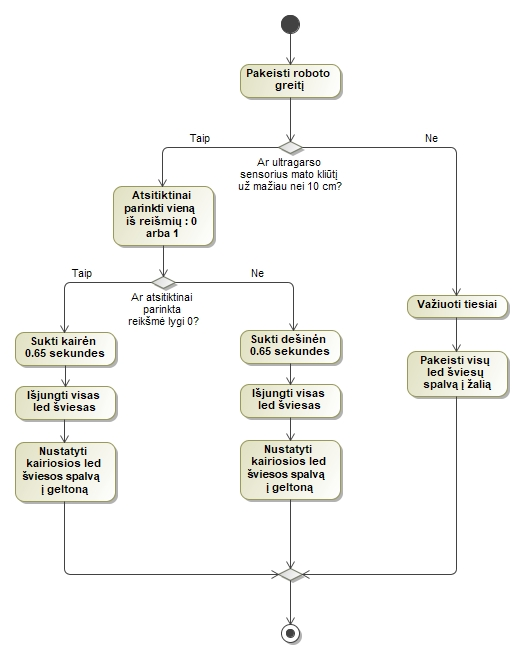 Pakeisti roboto
greitį
Taip
Ne
Ar ultragarso
sensorius mato kliūtį
už mažiau nei 10 cm?
Atsitiktinai
parinkti vieną
iš reišmių : 0
arba 1
Taip
Ne
Ar atsitiktinai
parinkta
reikšmė lygi 0?
Važiuoti tiesiai
Sukti kairėn
0.65 sekundes
Sukti dešinėn
0.65 sekundes
Pakeisti visų
led šviesų
spalvą į žalią
Išjungti visas
led šviesas
Išjungti visas
led šviesas
Nustatyti
kairiosios led
šviesos spalvą
į geltoną
Nustatyti
kairiosios led
šviesos spalvą
į geltoną